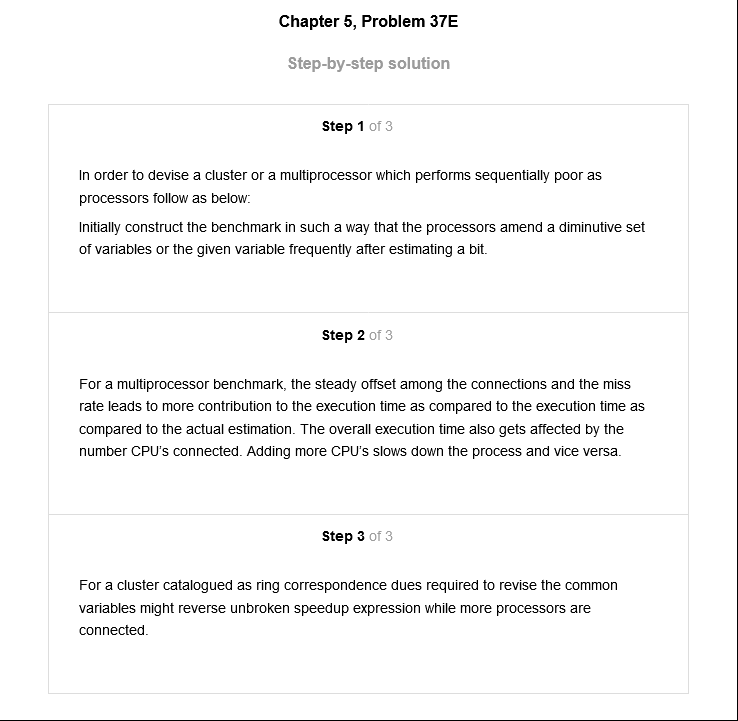 Chapter 5, Problem 37E
Step-by-step solution
Step 1 of 3
In order to devise a cluster or a multiprocessor which performs sequentially poor as
processors follow as below:
Initially construct the benchmark in such a way that the processors amend a diminutive set
of variables or the given variable frequently after estimating a bit.
Step 2 of 3
For a multiprocessor benchmark, the steady offset among the connections and the miss
rate leads to more contribution to the execution time as compared to the execution time as
compared to the actual estimation. The overall execution time also gets affected by the
number CPU's connected. Adding more CPU's slows down the process and vice versa.
Step 3 of 3
For a cluster catalogued as ring correspondence dues required to revise the common
variables might reverse unbroken speedup expression while more processors are
connected.